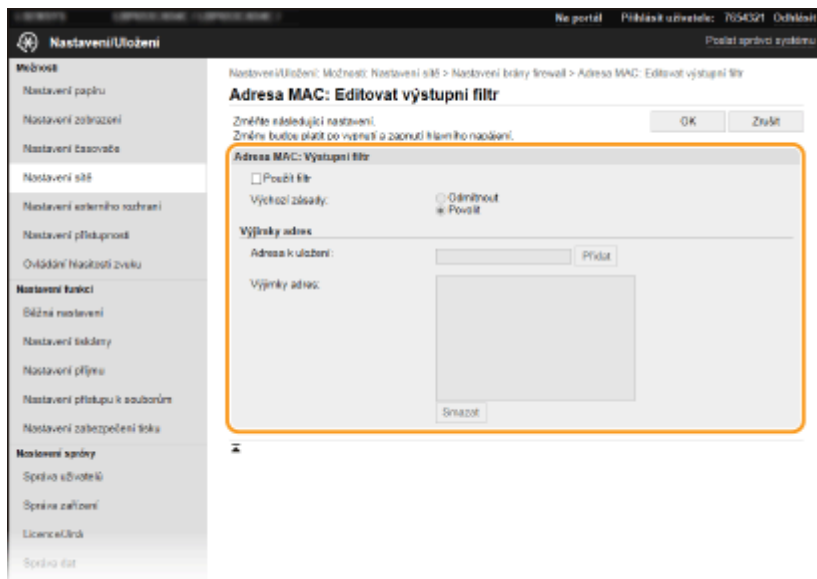 Na portál Přihlásit uživatele: 7654321 Odhlásit
Nastavení/Uložení
Poslat správci systému
Možnosti
Nastavení papíru
Nastavení zobrazení
Nastavení časovače
Nastavení sítě
Nastavení externího rozhraní
Nastavení přístupnosti
Ovládání hlasitosti zvuku
Nastavení funkcí
Běžná nastavení
Nastavení tiskárny
Nastavení příjmu
Nastavení přístupu k souborům
Nastavení zabezpečení tisku
Nastavení správy
Správa uživatelů
Správa zařízení
Licence/Jiná
Správa dat
Nastavení/Uložení: Možnosti: Nastavení sítě > Nastavení brány firewall > Adresa MAC: Editovat výstupní filtr
Adresa MAC: Editovat výstupní filtr
Změňte následující nastavení.
Změny budou platit po vypnutí a zapnutí hlavního napájení.
OK Zrušit
Adresa MAC: Výstupní filtr
Použít filtr
Výchozí zásady: Odmítnout
Povolit
Výjimky adres
Adresa k uložení: Přidat
Výjimky adres:
Smazat